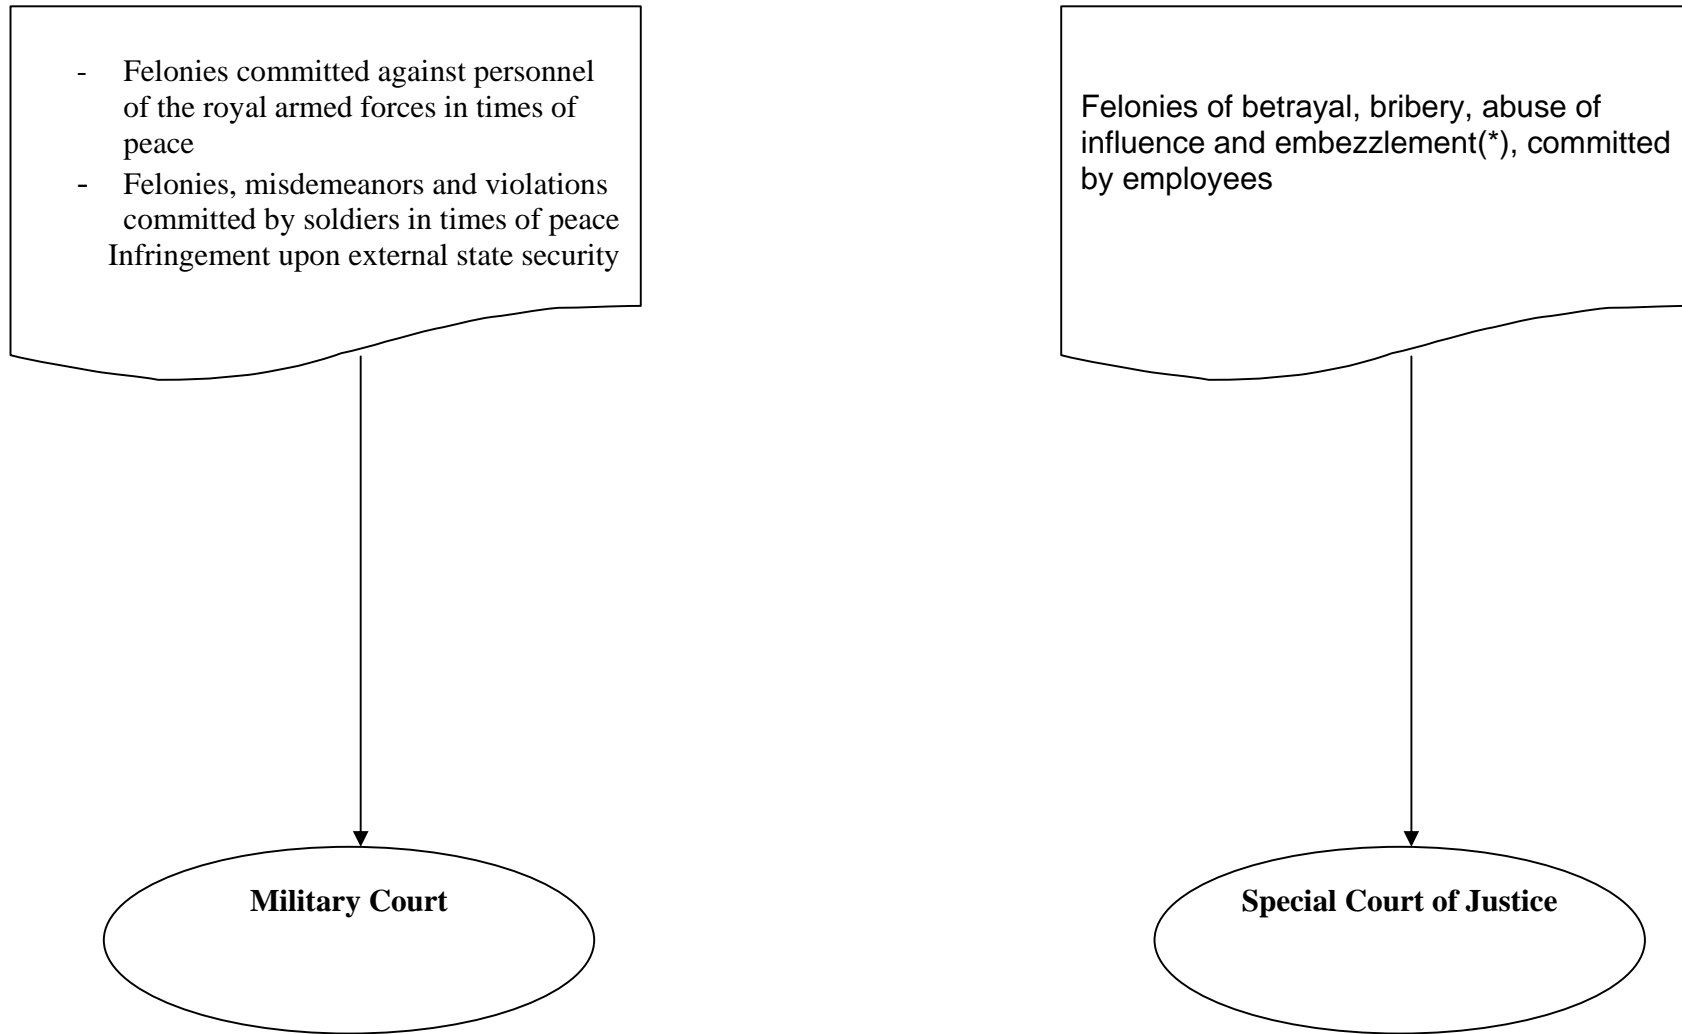 - Felonies committed against personnel
of the royal armed forces in times of
peace
- Felonies, misdemeanors and violations
committed by soldiers in times of peace
Infringement upon external state security
Felonies of betrayal, bribery, abuse of
influence and embezzlement(*), committed
by employees
Military Court
Special Court of Justice